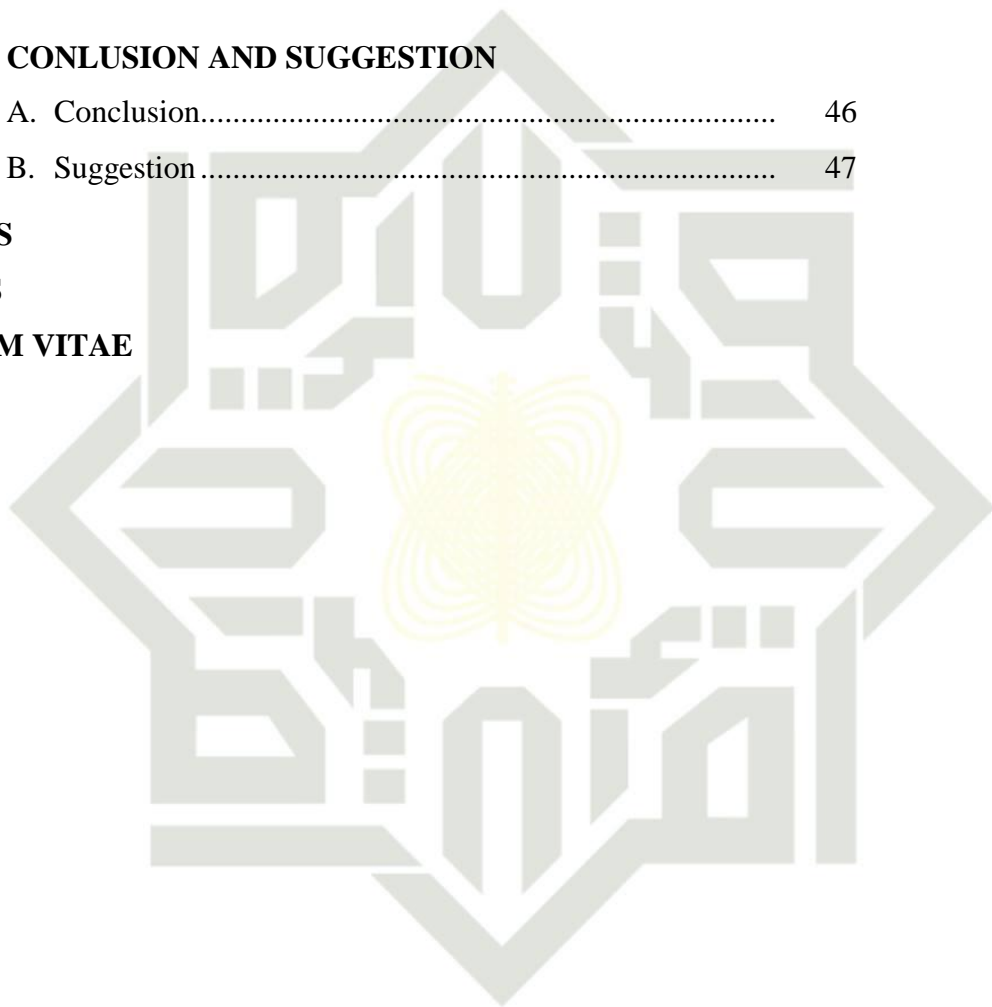 CONLUSION AND SUGGESTION
A. Conclusion....................................................................... 46
B. Suggestion ....................................................................... 47
S
S
M VITAE